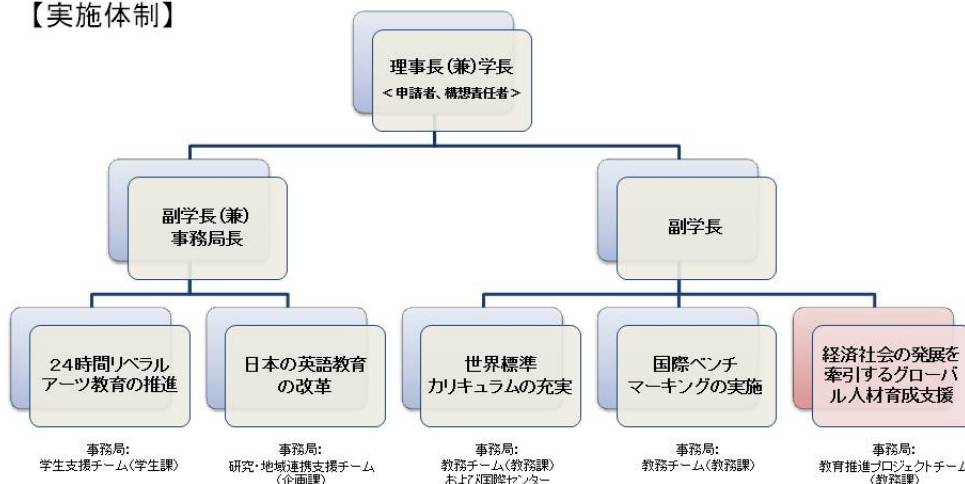 【実施体制】
理事長(兼)学長
<申請者、構想責任者>
副学長(兼)
事務局長
副学長
24時間リベラル
アーツ教育の推進
日本の英語教育
の改革
世界標準
カリキュラムの充実
国際ベンチ
マーキングの実施
経済社会の発展を
牽引するグローバ
ル人材育成支援
事務局:
学生支援チーム(学生課)
事務局:
研究・地域連携支援チーム
(企画課)
事務局:
教務チーム(教務課)
および国際センター
事務局:
教務チーム(教務課)
事務局:
教育推進プロジェクトチーム
(教務課)